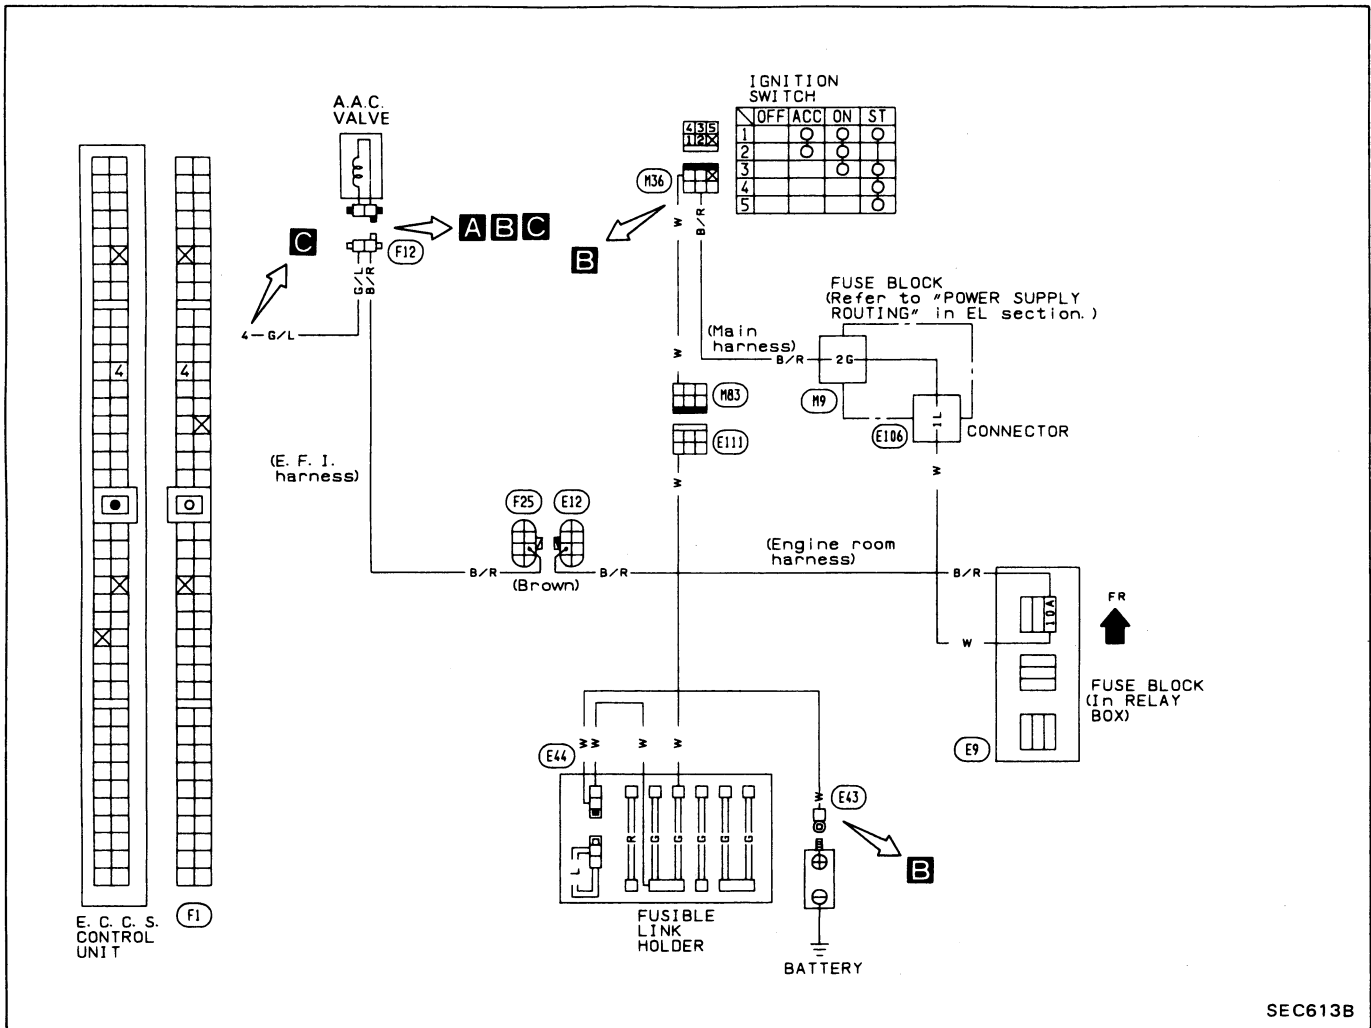 IGNITION
SWITCH
OFF ACC ON ST
1
2
3
4
5
4 3 5
1 2
M36
W
B/R
A.A.C.
VALVE
A B C
C
F12
B
G/L
B/R
4 G/L
FUSE BLOCK
(Refer to "POWER SUPPLY
ROUTING" in EL section.)
(Main
harness)
B/R
2G
W
M9
1L
E106
CONNECTOR
M83
E111
W
W
4
4
(E. F. I.
harness)
F25
E12
B/R
(Brown)
B/R
(Engine room
harness)
B/R
10A
FR
W
FUSE BLOCK
(In RELAY
BOX)
E9
E44
W W W W
W
E43
L
R G G G G G
B
FUSIBLE
LINK
HOLDER
BATTERY
E. C. C. S.
CONTROL
UNIT
F1
SEC613B